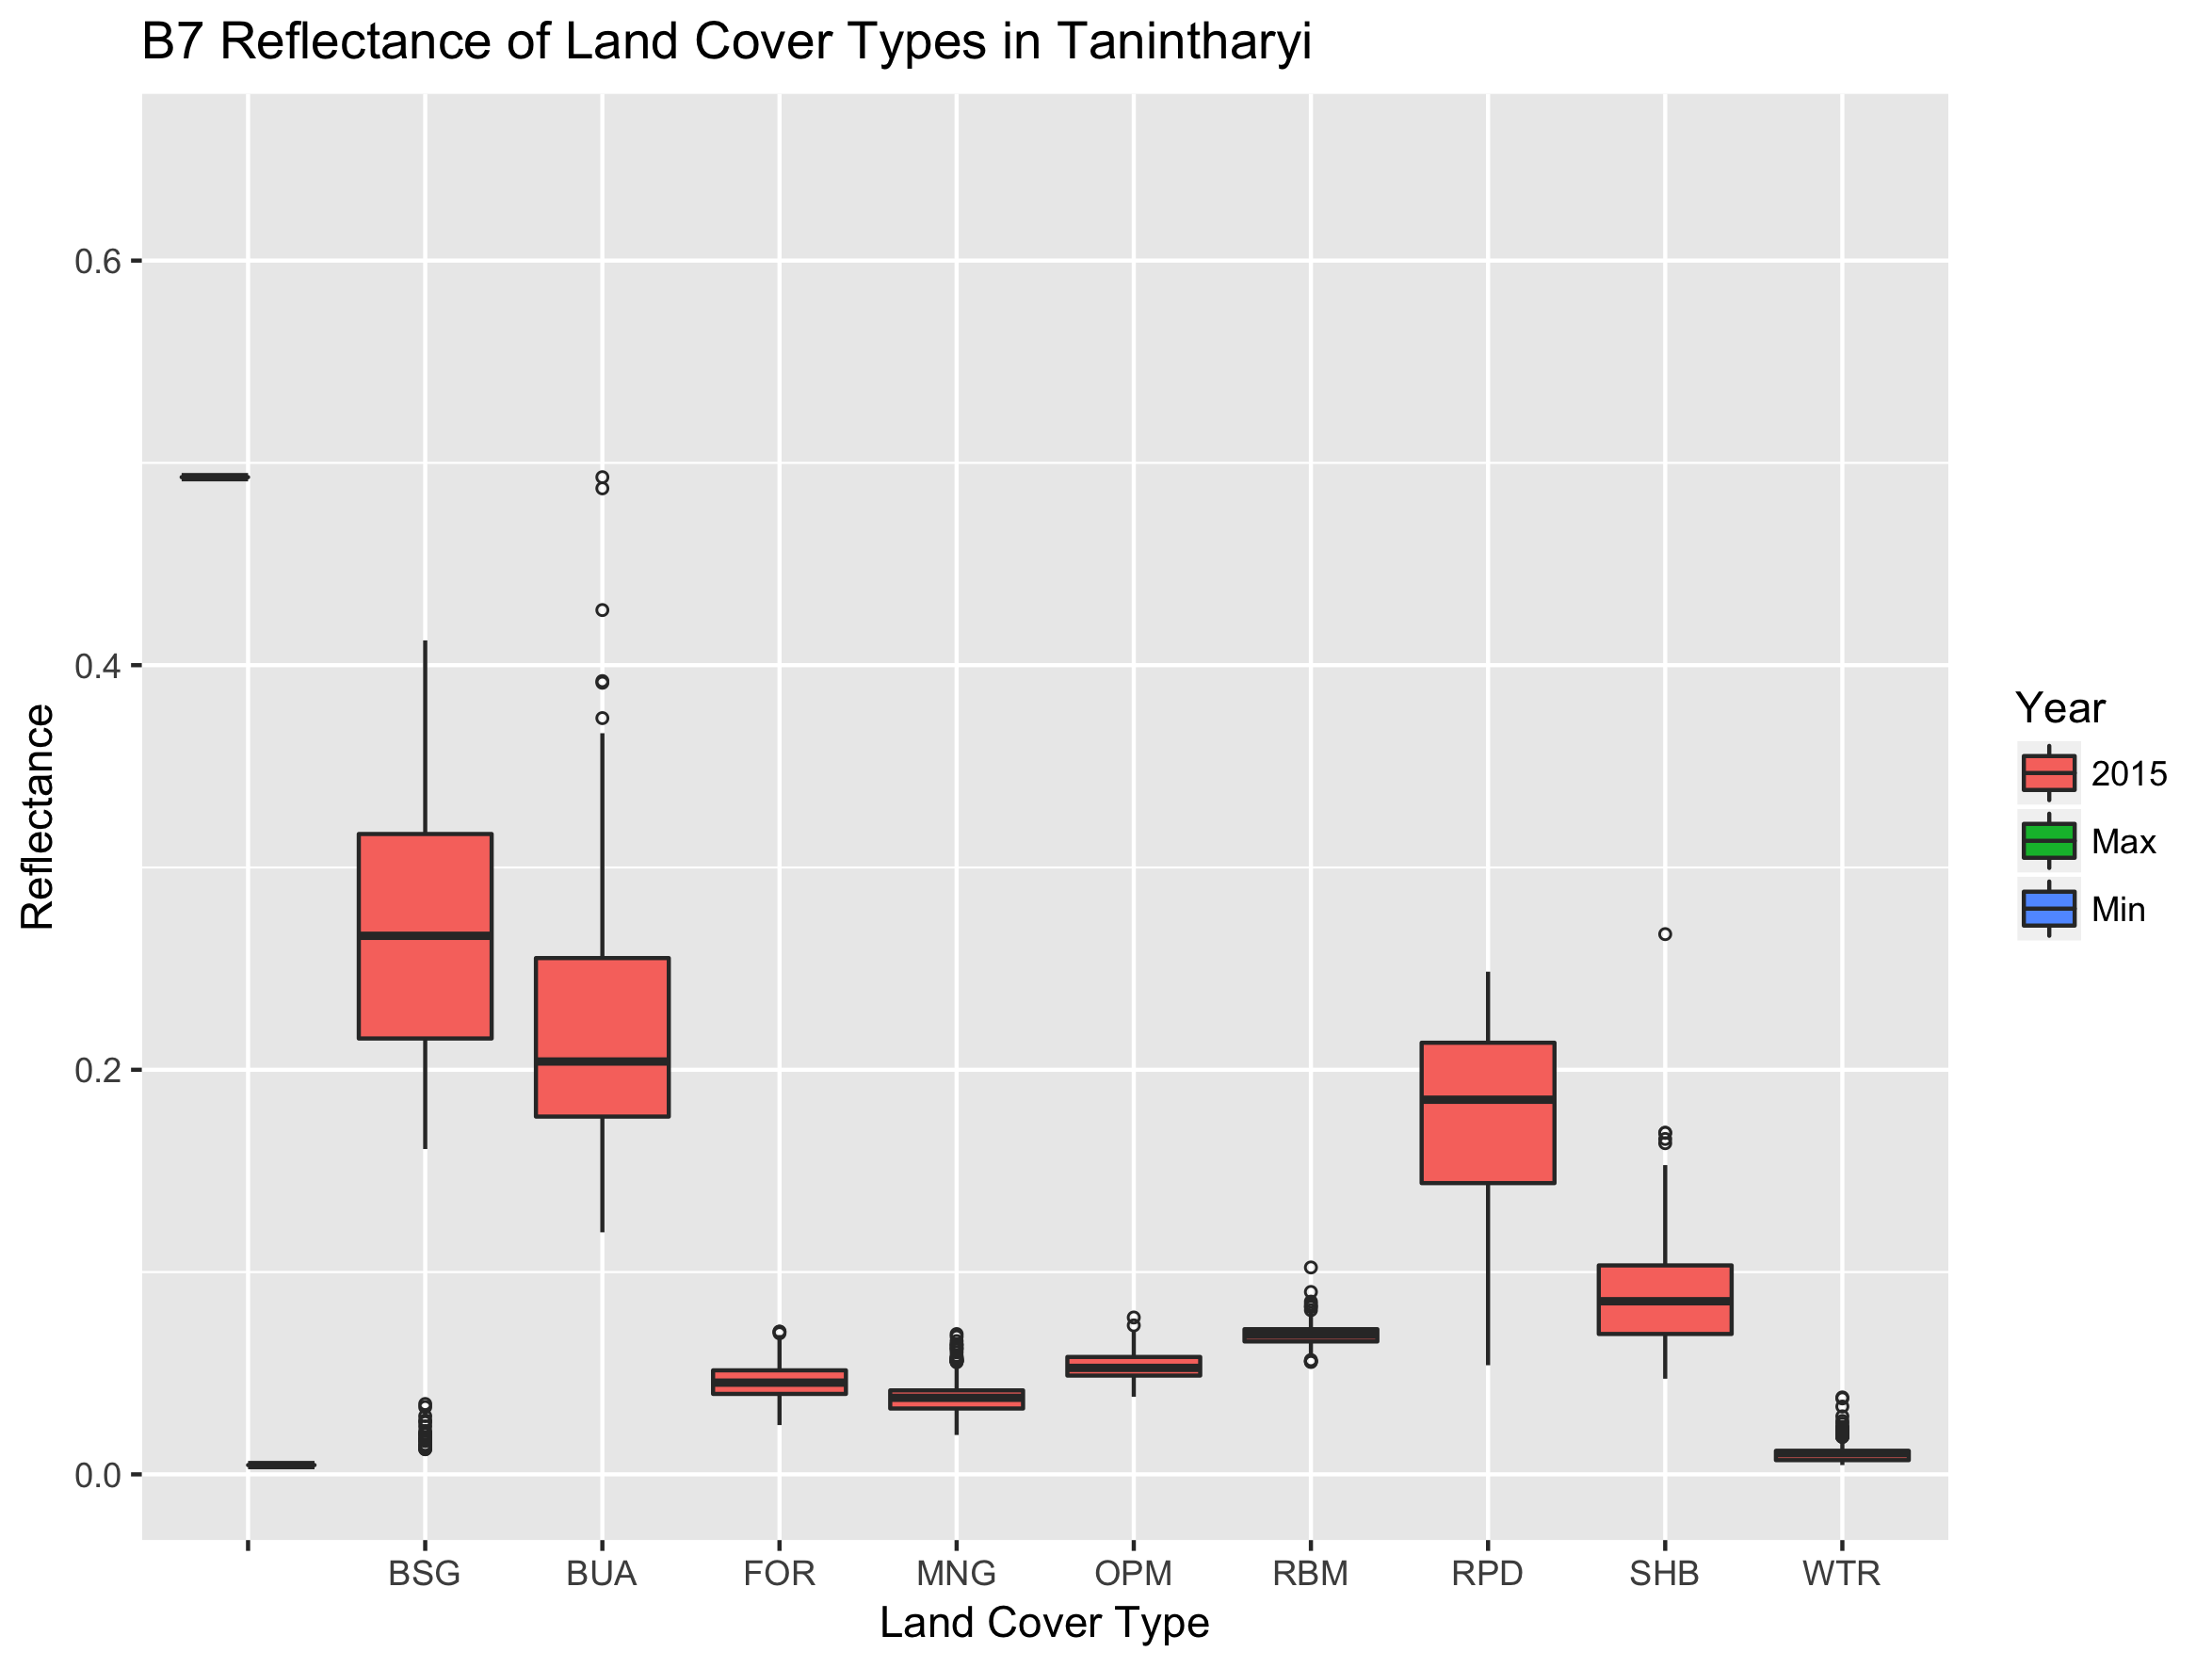 B7 Reflectance of Land Cover Types in Tanintharyi
0.6
0.4
0.2
0.0
Reflectance
BSG BUA FOR MNG OPM RBM RPD SHB WTR
Land Cover Type
Year
2015
Max
Min